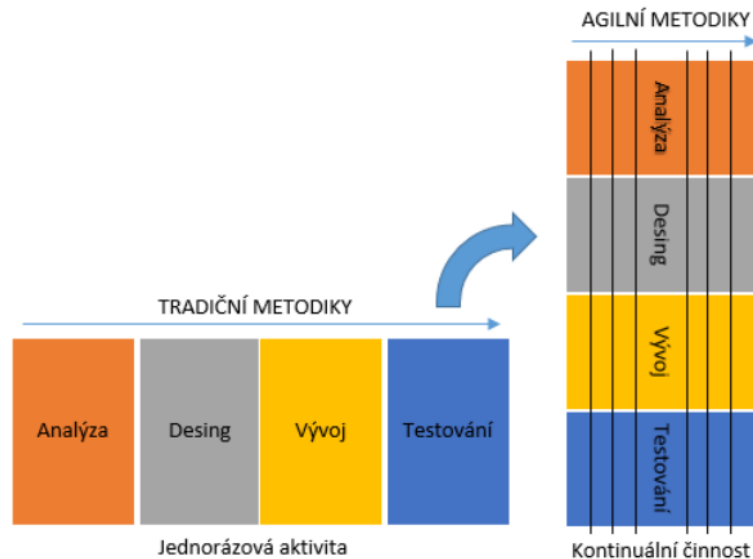 AGILNÍ METODIKY
Analýza
Desing
Vývoj
Testování
TRADIČNÍ METODIKY
Analýza
Desing
Vývoj
Testování
Jednorázová aktivita
Kontinuální činnost